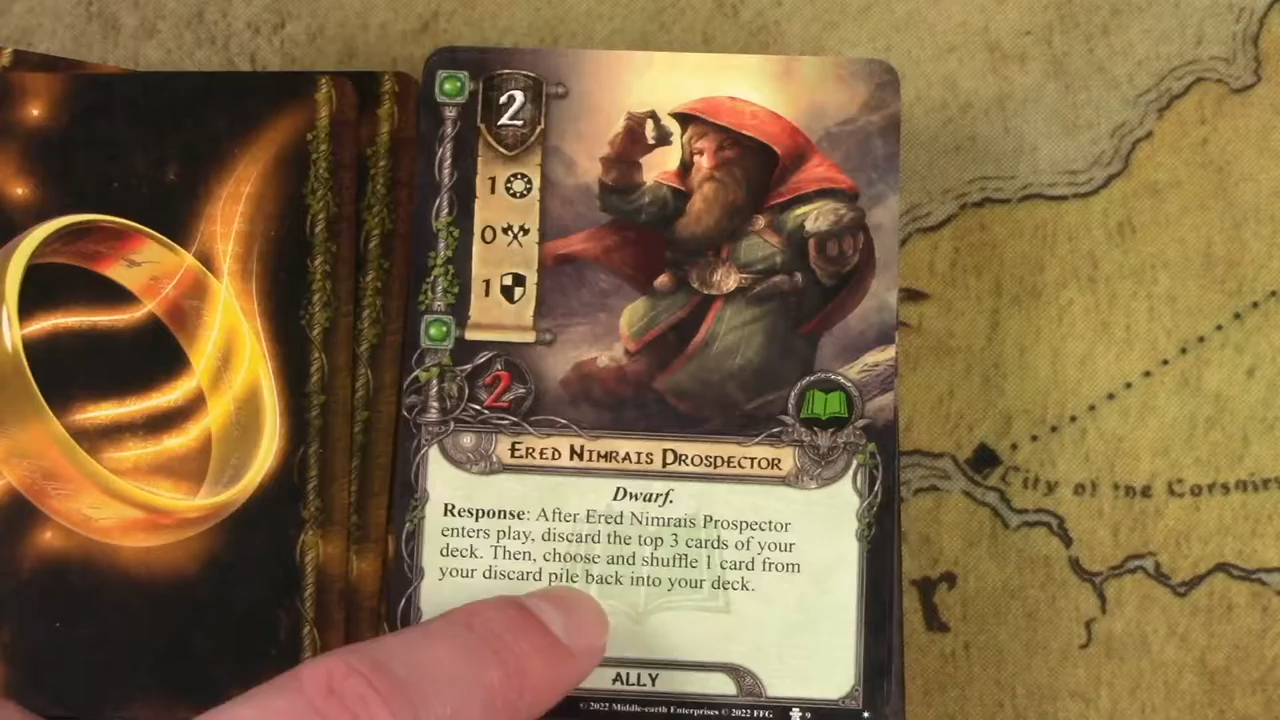 2
1
0
1
2
ERED NIMRAIS PROSPECTOR
Dwarf.
Response: After Ered Nimrais Prospector
enters play, discard the top 3 cards of your
deck. Then, choose and shuffle 1 card from
your discard pile back into your deck.
ALLY
© 2022 Middle-earth Enterprises © 2022 FFG 9
City of the Corsairs
r